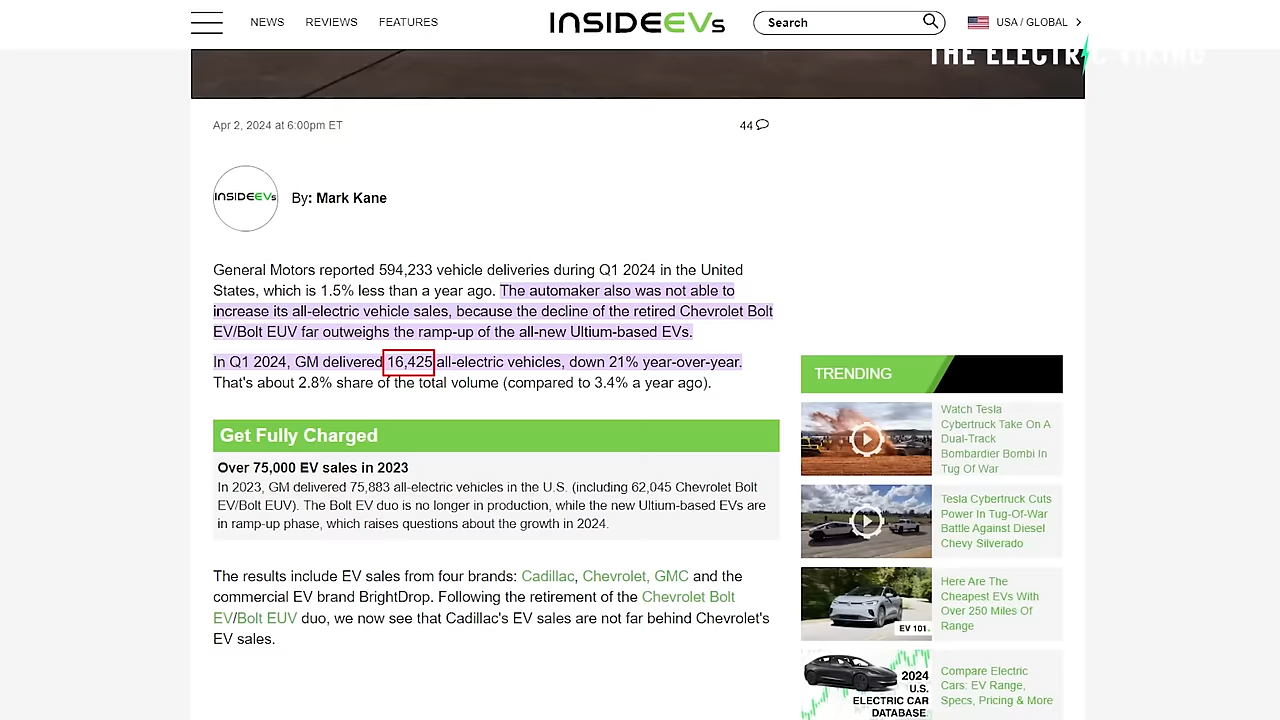 NEWS REVIEWS FEATURES INSIDEEVs Search USA / GLOBAL
THE ELECTRIC VIKING
Apr 2, 2024 at 6:00pm ET 44
INSIDEEVs
By: Mark Kane
General Motors reported 594,233 vehicle deliveries during Q1 2024 in the United
States, which is 1.5% less than a year ago. The automaker also was not able to
increase its all-electric vehicle sales, because the decline of the retired Chevrolet Bolt
EV/Bolt EUV far outweighs the ramp-up of the all-new Ultium-based EVs.
In Q1 2024, GM delivered 16,425 all-electric vehicles, down 21% year-over-year.
That's about 2.8% share of the total volume (compared to 3.4% a year ago).
Get Fully Charged
Over 75,000 EV sales in 2023
In 2023, GM delivered 75,883 all-electric vehicles in the U.S. (including 62,045 Chevrolet Bolt
EV/Bolt EUV). The Bolt EV duo is no longer in production, while the new Ultium-based EVs are
in ramp-up phase, which raises questions about the growth in 2024.
The results include EV sales from four brands: Cadillac, Chevrolet, GMC and the
commercial EV brand BrightDrop. Following the retirement of the Chevrolet Bolt
EV/Bolt EUV duo, we now see that Cadillac's EV sales are not far behind Chevrolet's
EV sales.
TRENDING
Watch Tesla
Cybertruck Take On A
Dual-Track
Bombardier Bombi In
Tug Of War
Tesla Cybertruck Cuts
Power In Tug-Of-War
Battle Against Diesel
Chevy Silverado
EV 101
Here Are The
Cheapest EVs With
Over 250 Miles Of
Range
2024
U.S.
ELECTRIC CAR
DATABASE
Compare Electric
Cars: EV Range,
Specs, Pricing & More